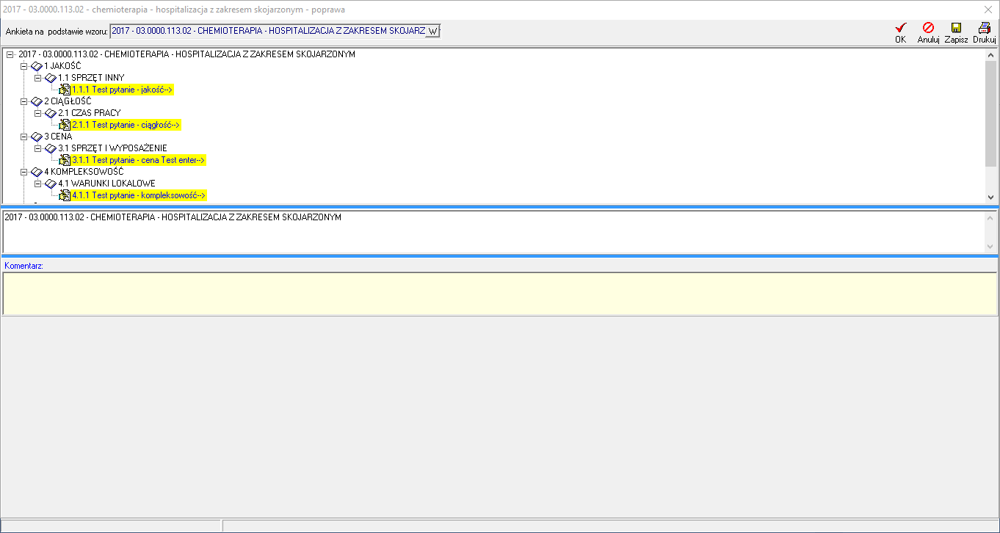 2017 - 03.0000.113.02 - chemioterapia - hospitalizacja z zakresem skojarzonym - poprawa
Ankieta na podstawie wzoru: 2017 - 03.0000.113.02 - CHEMIOTERAPIA - HOSPITALIZACJA Z ZAKRESEM SKOJARZ W
OK Anuluj Zapisz Drukuj
2017 - 03.0000.113.02 - CHEMIOTERAPIA - HOSPITALIZACJA Z ZAKRESEM SKOJARZONYM
1 JAKOŚĆ
1.1 SPRZĘT INNY
1.1.1 Test pytanie - jakość-->
2 CIĄGŁOŚĆ
2.1 CZAS PRACY
2.1.1 Test pytanie - ciągłość-->
3 CENA
3.1 SPRZĘT I WYPOSAŻENIE
3.1.1 Test pytanie - cena Test enter-->
4 KOMPLEKSOWOŚĆ
4.1 WARUNKI LOKALOWE
4.1.1 Test pytanie - kompleksowość-->
2017 - 03.0000.113.02 - CHEMIOTERAPIA - HOSPITALIZACJA Z ZAKRESEM SKOJARZONYM
Komentarz: